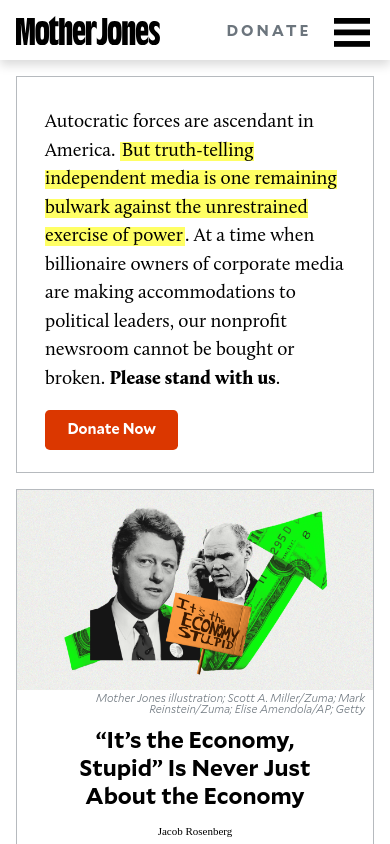 Mother Jones
DONATE
Autocratic forces are ascendant in
America. But truth-telling
independent media is one remaining
bulwark against the unrestrained
exercise of power. At a time when
billionaire owners of corporate media
are making accommodations to
political leaders, our nonprofit
newsroom cannot be bought or
broken. Please stand with us.
Donate Now
It's the
ECONOMY
STUPID
Mother Jones illustration; Scott A. Miller/Zuma; Mark
Reinstein/Zuma; Elise Amendola/AP; Getty
“It’s the Economy,
Stupid” Is Never Just
About the Economy
Jacob Rosenberg